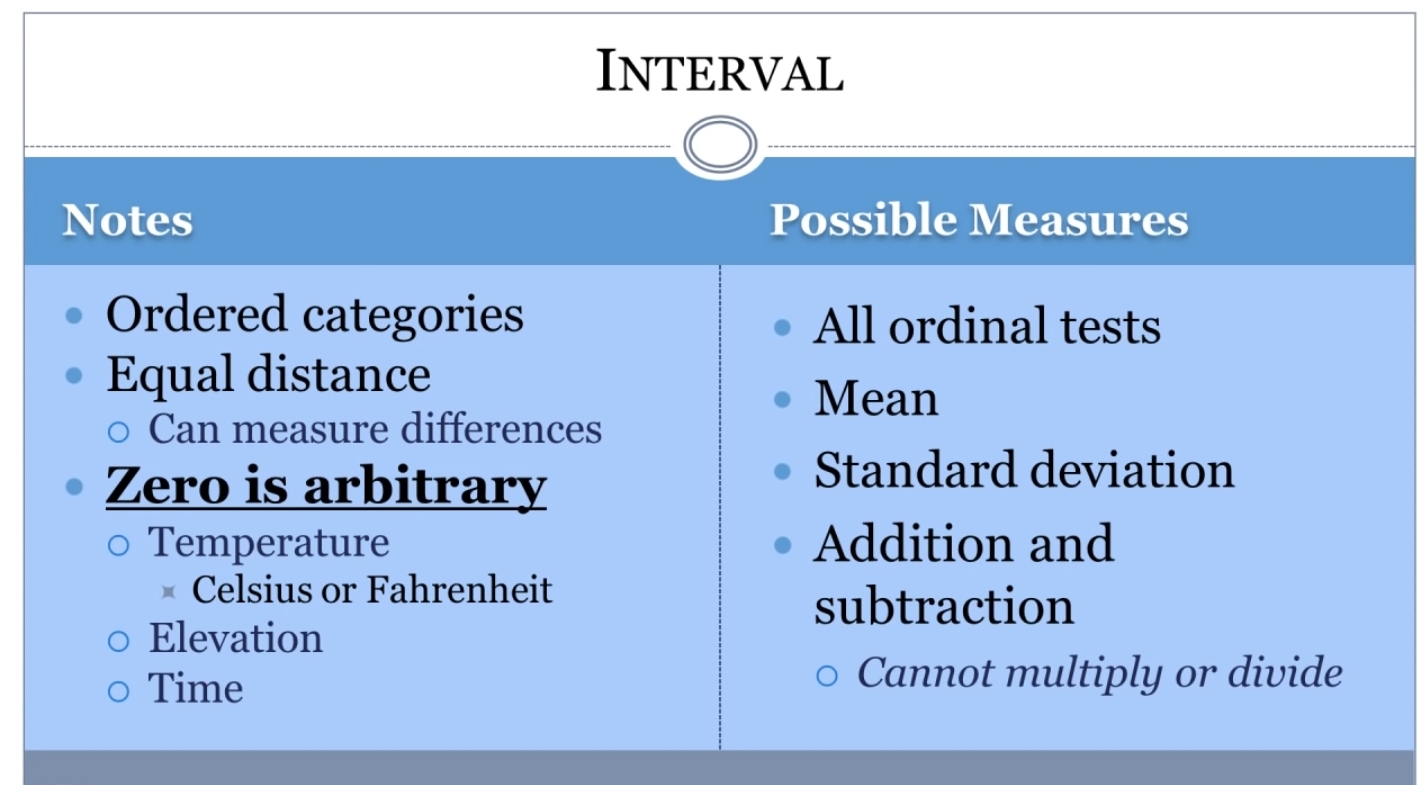 INTERVAL
Notes
Ordered categories
Equal distance
Can measure differences
Zero is arbitrary
Temperature
Celsius or Fahrenheit
Elevation
Time
Possible Measures
All ordinal tests
Mean
Standard deviation
Addition and
subtraction
Cannot multiply or divide